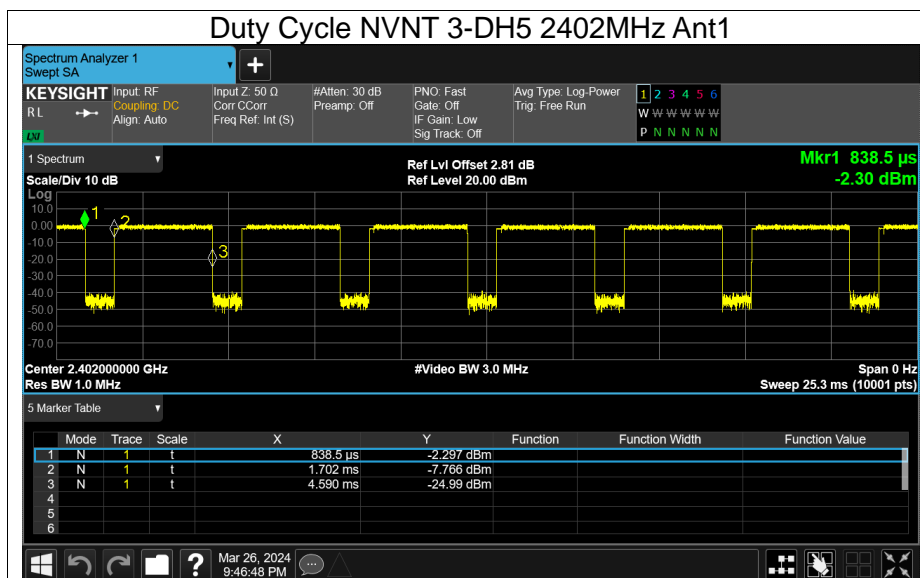 Duty Cycle NVNT 3-DH5 2402MHz Ant1
Spectrum Analyzer 1
Swept SA
KEYSIGHT
R L
LXI
Input: RF
Coupling: DC
Align: Auto
Input Z: 50 Ω
Corr CCorr
Freq Ref: Int (S)
#Atten: 30 dB
Preamp: Off
PNO: Fast
Gate: Off
IF Gain: Low
Sig Track: Off
Avg Type: Log-Power
Trig: Free Run
1 2 3 4 5 6
W W W W W W
P N N N N N
1 Spectrum
Scale/Div 10 dB
Ref Lvl Offset 2.81 dB
Ref Level 20.00 dBm
Mkr1 838.5 µs
-2.30 dBm
Log
10.0
0.00
-10.0
-20.0
-30.0
-40.0
-50.0
-60.0
-70.0
1
2
3
Center 2.402000000 GHz
#Video BW 3.0 MHz
Span 0 Hz
Res BW 1.0 MHz
Sweep 25.3 ms (10001 pts)
5 Marker Table
Mode Trace Scale X Y Function Function Width Function Value
1 N 1 t 838.5 µs -2.297 dBm
2 N 1 t 1.702 ms -7.766 dBm
3 N 1 t 4.590 ms -24.99 dBm
4
5
6
?
Mar 26, 2024
9:46:48 PM